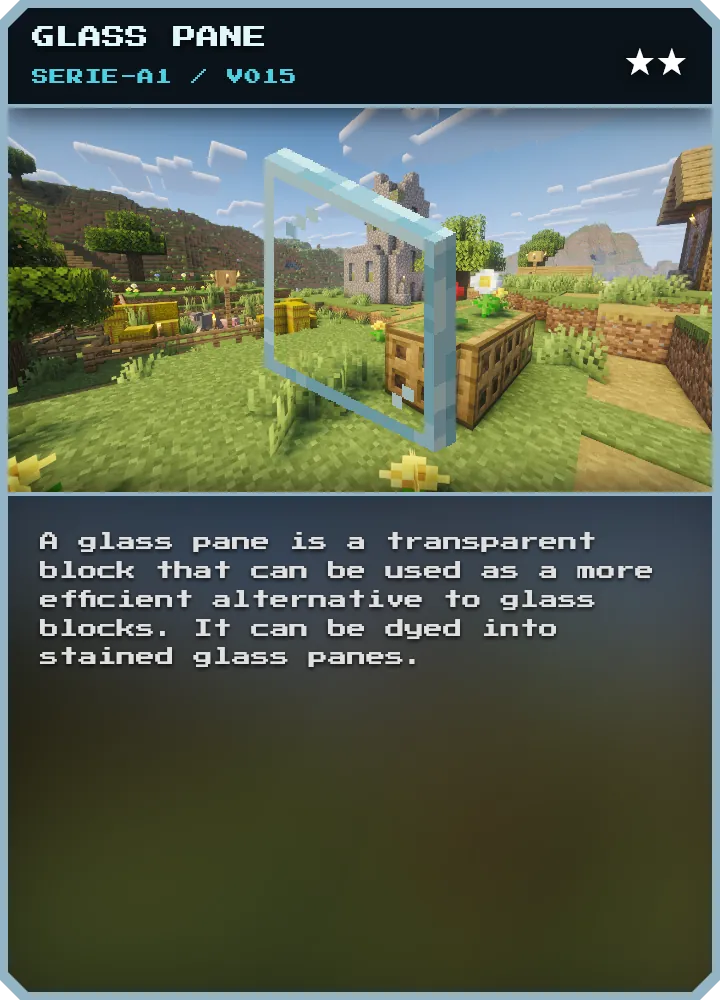 GLASS PANE
SERIE-A1 / V015
A glass pane is a transparent
block that can be used as a more
efficient alternative to glass
blocks. It can be dyed into
stained glass panes.